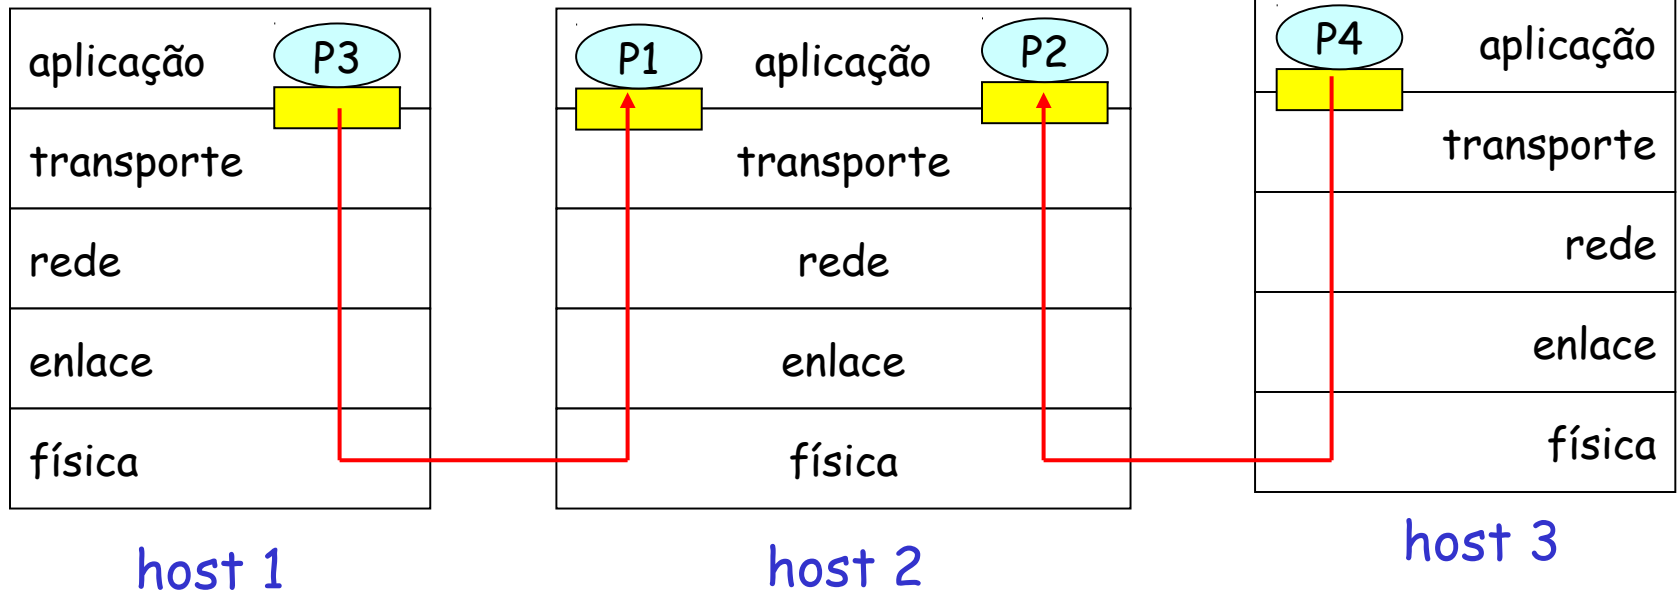 aplicação
P3
transporte
rede
enlace
física
host 1
P1
aplicação
P2
transporte
rede
enlace
física
host 2
P4
aplicação
transporte
rede
enlace
física
host 3